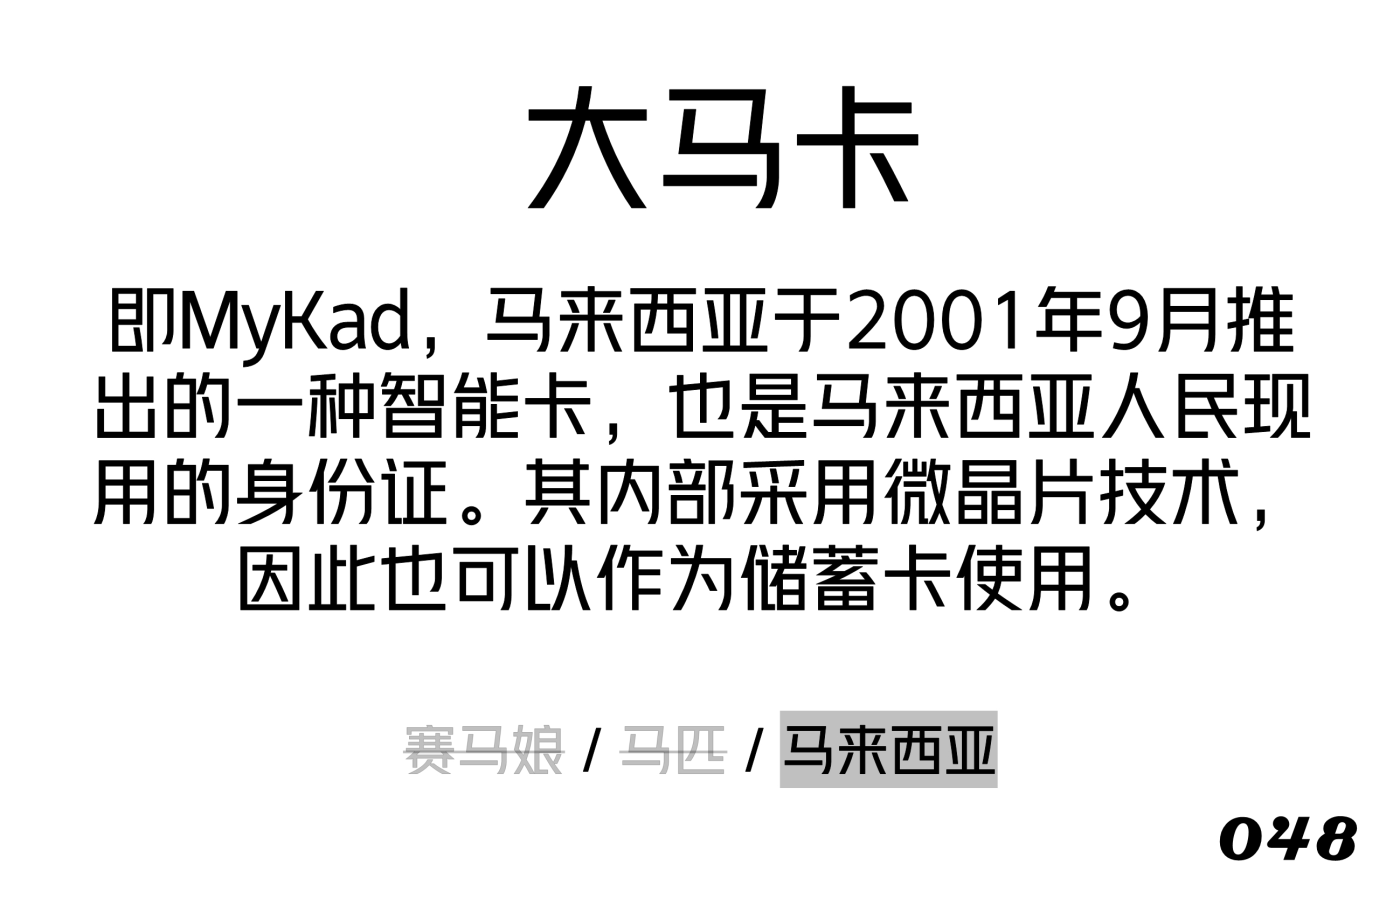 大马卡
即MyKad，马来西亚于2001年9月推
出的一种智能卡，也是马来西亚人民现
用的身份证。其内部采用微晶片技术，
因此也可以作为储蓄卡使用。
赛马娘 / 马匹 / 马来西亚
048